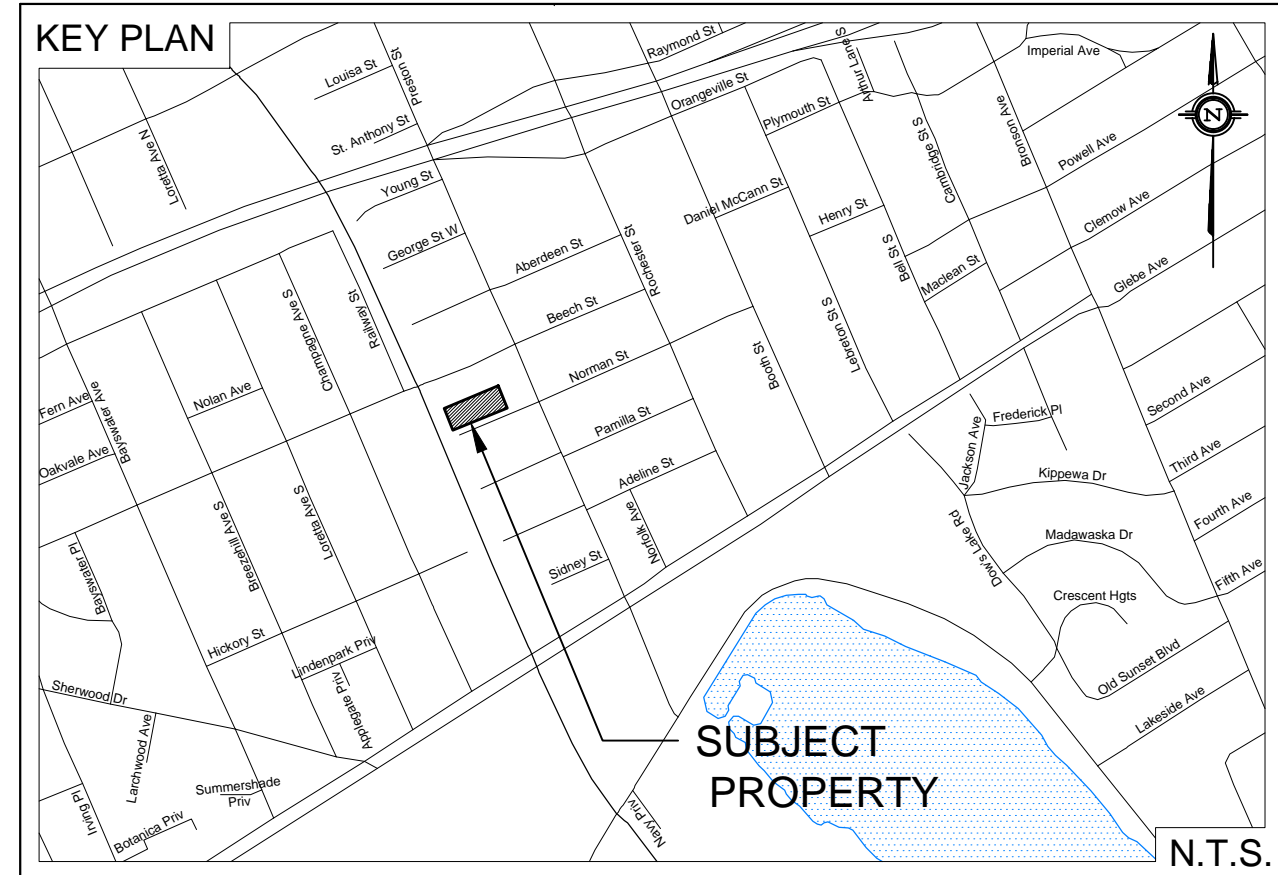 KEY PLAN
Louisa St
Preston St
Raymond St
Arthur Lane S
Imperial Ave
Loretta Ave N
St. Anthony St
Orangeville St
Plymouth St
Cambridge St S
Bronson Ave
N
Powell Ave
Young St
Daniel McCann St
Henry St
Clemow Ave
George St W
Aberdeen St
Rochester St
Bell St S
Maclean St
Glebe Ave
Champagne Ave S
Railway St
Beech St
Booth St
Lebreton St S
Norman St
Fern Ave
Bayswater Ave
Nolan Ave
Second Ave
Oakvale Ave
Pamilla St
Jackson Ave
Frederick Pl
Third Ave
Adeline St
Kippewa Dr
Breezehill Ave S
Loretta Ave S
Norfolk Ave
Dow's Lake Rd
Fourth Ave
Madawaska Dr
Bayswater Pl
Sidney St
Fifth Ave
Crescent Hgts
Hickory St
Lindenpark Priv
Old Sunset Blvd
Sherwood Dr
Applegate Priv
Lakeside Ave
Larchwood Ave
SUBJECT
PROPERTY
Summershade
Priv
Irving Pl
Botanica Priv
Navy Priv
N.T.S.